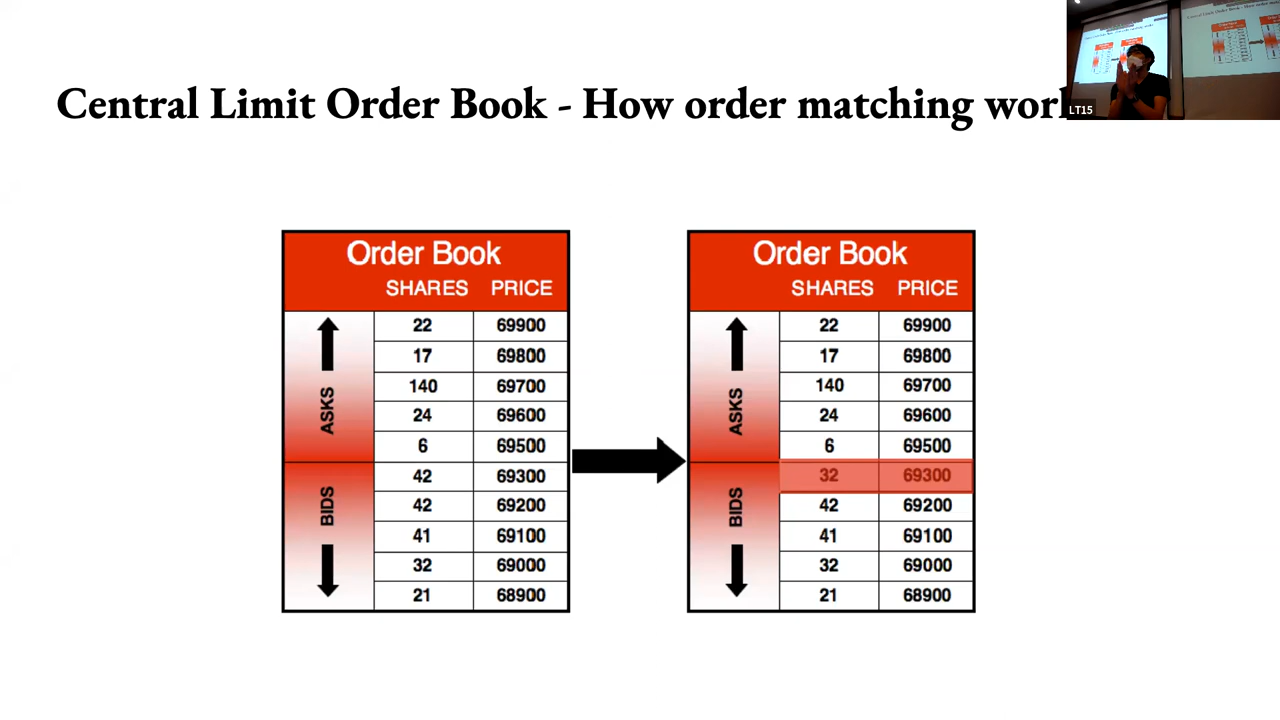 Central Limit Order Book - How order matching work
LT15
Order Book
SHARES PRICE
ASKS
22 69900
17 69800
140 69700
24 69600
6 69500
BIDS
42 69300
42 69200
41 69100
32 69000
21 68900
Order Book
SHARES PRICE
ASKS
22 69900
17 69800
140 69700
24 69600
6 69500
BIDS
32 69300
42 69200
41 69100
32 69000
21 68900